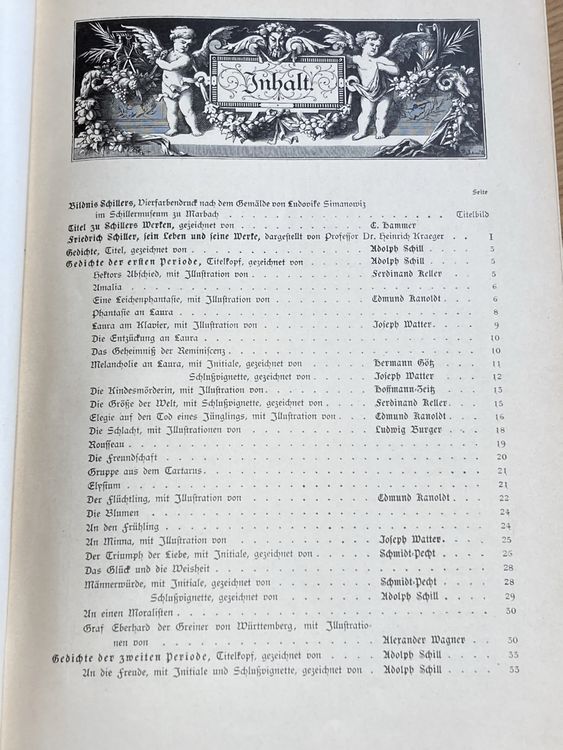 Inhalt.
Seite
Bildnis Schillers, Vierfarbendruck nach dem Gemälde von Ludovike Simanowiz
im Schillermuseum zu Marbach . . . . . . . . . . Titelbild
Titel zu Schillers Werken, gezeichnet von . . . . . . C. Hammer
Friedrich Schiller, sein Leben und seine Werke, dargestellt von Professor Dr. Heinrich Kraeger . . I
Gedichte, Titel, gezeichnet von . . . . . . Adolph Schill . . . 3
Gedichte der ersten Periode, Titelkopf, gezeichnet von . . . Adolph Schill . . . 5
Hektors Abschied, mit Illustration von . . . . Ferdinand Keller . . . 5
Amalia . . . . . . 6
Eine Leichenphantasie, mit Illustration von . . . . Edmund Kanoldt . . . 6
Phantasie an Laura . . . . . . 8
Laura am Klavier, mit Illustration von . . . . Joseph Watter . . . 9
Die Entzückung an Laura . . . . . . 10
Das Geheimniß der Reminiscenz . . . . . . 10
Melancholie an Laura, mit Initiale, gezeichnet von . . . Hermann Götz . . . 11
Schlußvignette, gezeichnet von . . . Joseph Watter . . . 12
Die Kindesmörderin, mit Illustration von . . . . Hoffmann-Zeitz . . . 13
Die Größe der Welt, mit Schlußvignette, gezeichnet von . . . Ferdinand Keller . . . 15
Elegie auf den Tod eines Jünglings, mit Illustration von . . . Edmund Kanoldt . . . 16
Die Schlacht, mit Illustrationen von . . . . Ludwig Burger . . . 18
Rousseau . . . . . . 19
Die Freundschaft . . . . . . 20
Gruppe aus dem Tartarus . . . . . . 21
Elysium . . . . . . 21
Der Flüchtling, mit Illustration von . . . . Edmund Kanoldt . . . 22
Die Blumen . . . . . . 24
An den Frühling . . . . . . 24
An Minna, mit Illustration von . . . . Joseph Watter . . . 25
Der Triumph der Liebe, mit Initiale, gezeichnet von . . . Schmidt-Pecht . . . 25
Das Glück und die Weisheit . . . . . . 28
Männerwürde, mit Initiale, gezeichnet von . . . . Schmidt-Pecht . . . 28
Schlußvignette, gezeichnet von . . . Adolph Schill . . . 29
An einen Moralisten . . . . . . 30
Graf Eberhard der Greiner von Württemberg, mit Illustratio-
nen von . . . . . . Alexander Wagner . . 30
Gedichte der zweiten Periode, Titelkopf, gezeichnet von . . . Adolph Schill . . . 33
An die Freude, mit Initiale und Schlußvignette, gezeichnet von . . Adolph Schill . . . 33